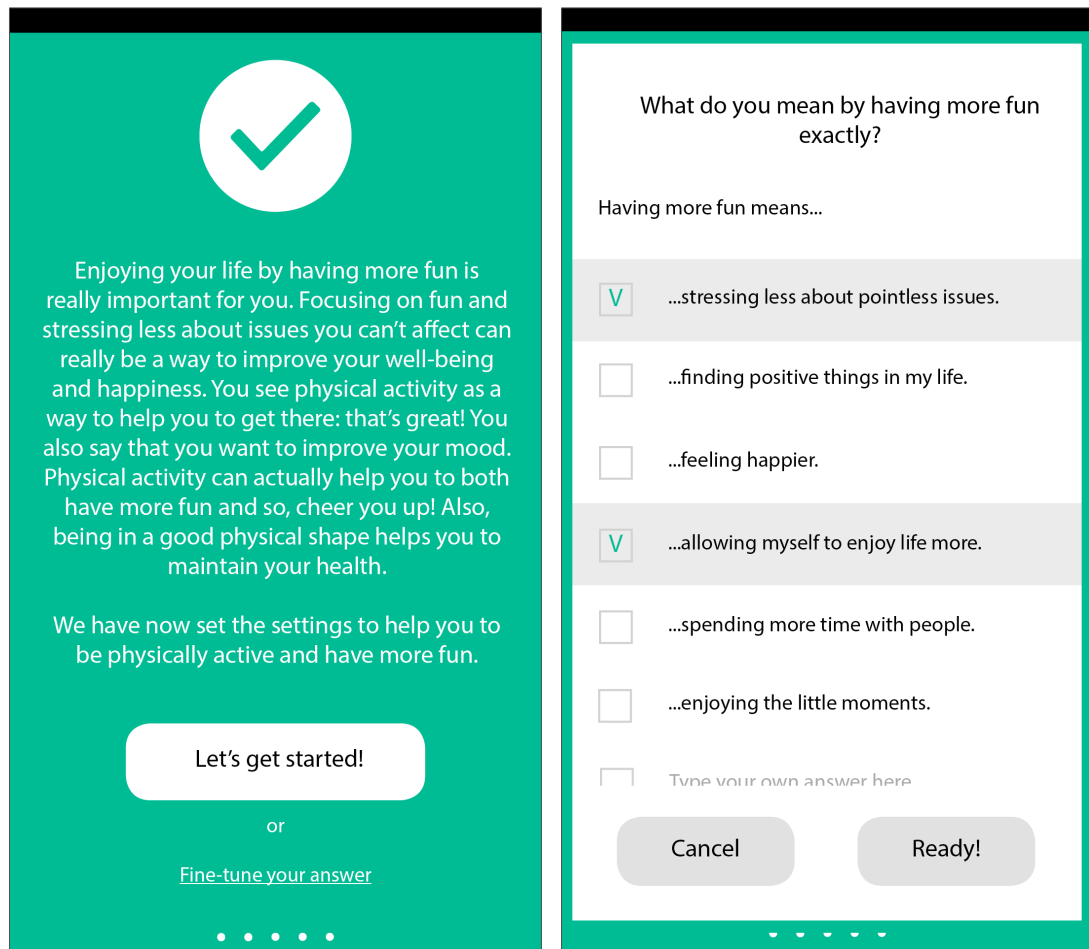 Enjoying your life by having more fun is
really important for you. Focusing on fun and
stressing less about issues you can't affect can
really be a way to improve your well-being
and happiness. You see physical activity as a
way to help you to get there: that's great! You
also say that you want to improve your mood.
Physical activity can actually help you to both
have more fun and so, cheer you up! Also,
being in a good physical shape helps you to
maintain your health.
We have now set the settings to help you to
be physically active and have more fun.
Let's get started!
or
Fine-tune your answer
What do you mean by having more fun
exactly?
Having more fun means...
V ...stressing less about pointless issues.
...finding positive things in my life.
...feeling happier.
V ...allowing myself to enjoy life more.
...spending more time with people.
...enjoying the little moments.
Type your own answer here
Cancel
Ready!